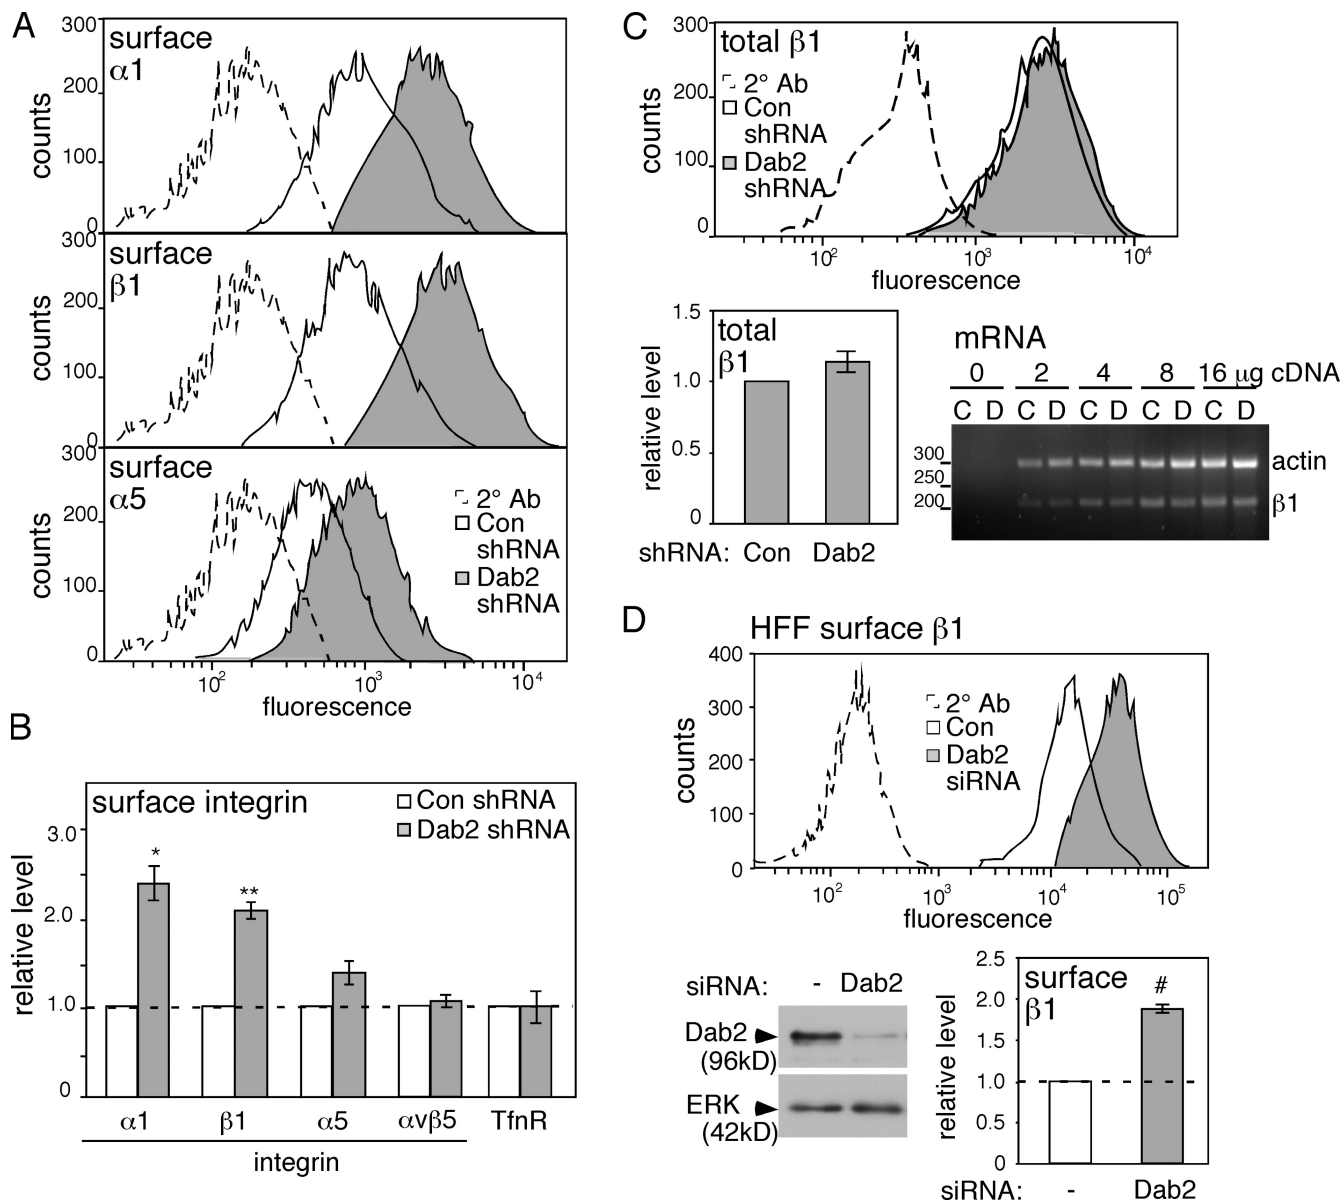 A
surface
α1
300
200
100
0
counts
surface
β1
300
200
100
0
counts
surface
α5
300
200
100
0
counts
2° Ab
Con
shRNA
Dab2
shRNA
10²
10³
10⁴
fluorescence
B
surface integrin
Con shRNA
Dab2 shRNA
3.0
2.0
1.0
0
relative level
*
**
α1
β1
α5
αvβ5
TfnR
integrin
C
total β1
2° Ab
Con
shRNA
Dab2
shRNA
300
200
100
0
counts
10²
10³
10⁴
fluorescence
total
β1
1.5
1.0
0.5
0
relative level
shRNA: Con Dab2
mRNA
0 2 4 8 16 μg cDNA
C D C D C D C D C D
300
250
200
actin
β1
D
HFF surface β1
400
300
200
100
0
counts
2° Ab
Con
Dab2
siRNA
10²
10³
10⁴
10⁵
fluorescence
siRNA: - Dab2
Dab2
(96kD)
ERK
(42kD)
surface
β1
#
2.5
2.0
1.5
1.0
0.5
0
relative level
siRNA: - Dab2